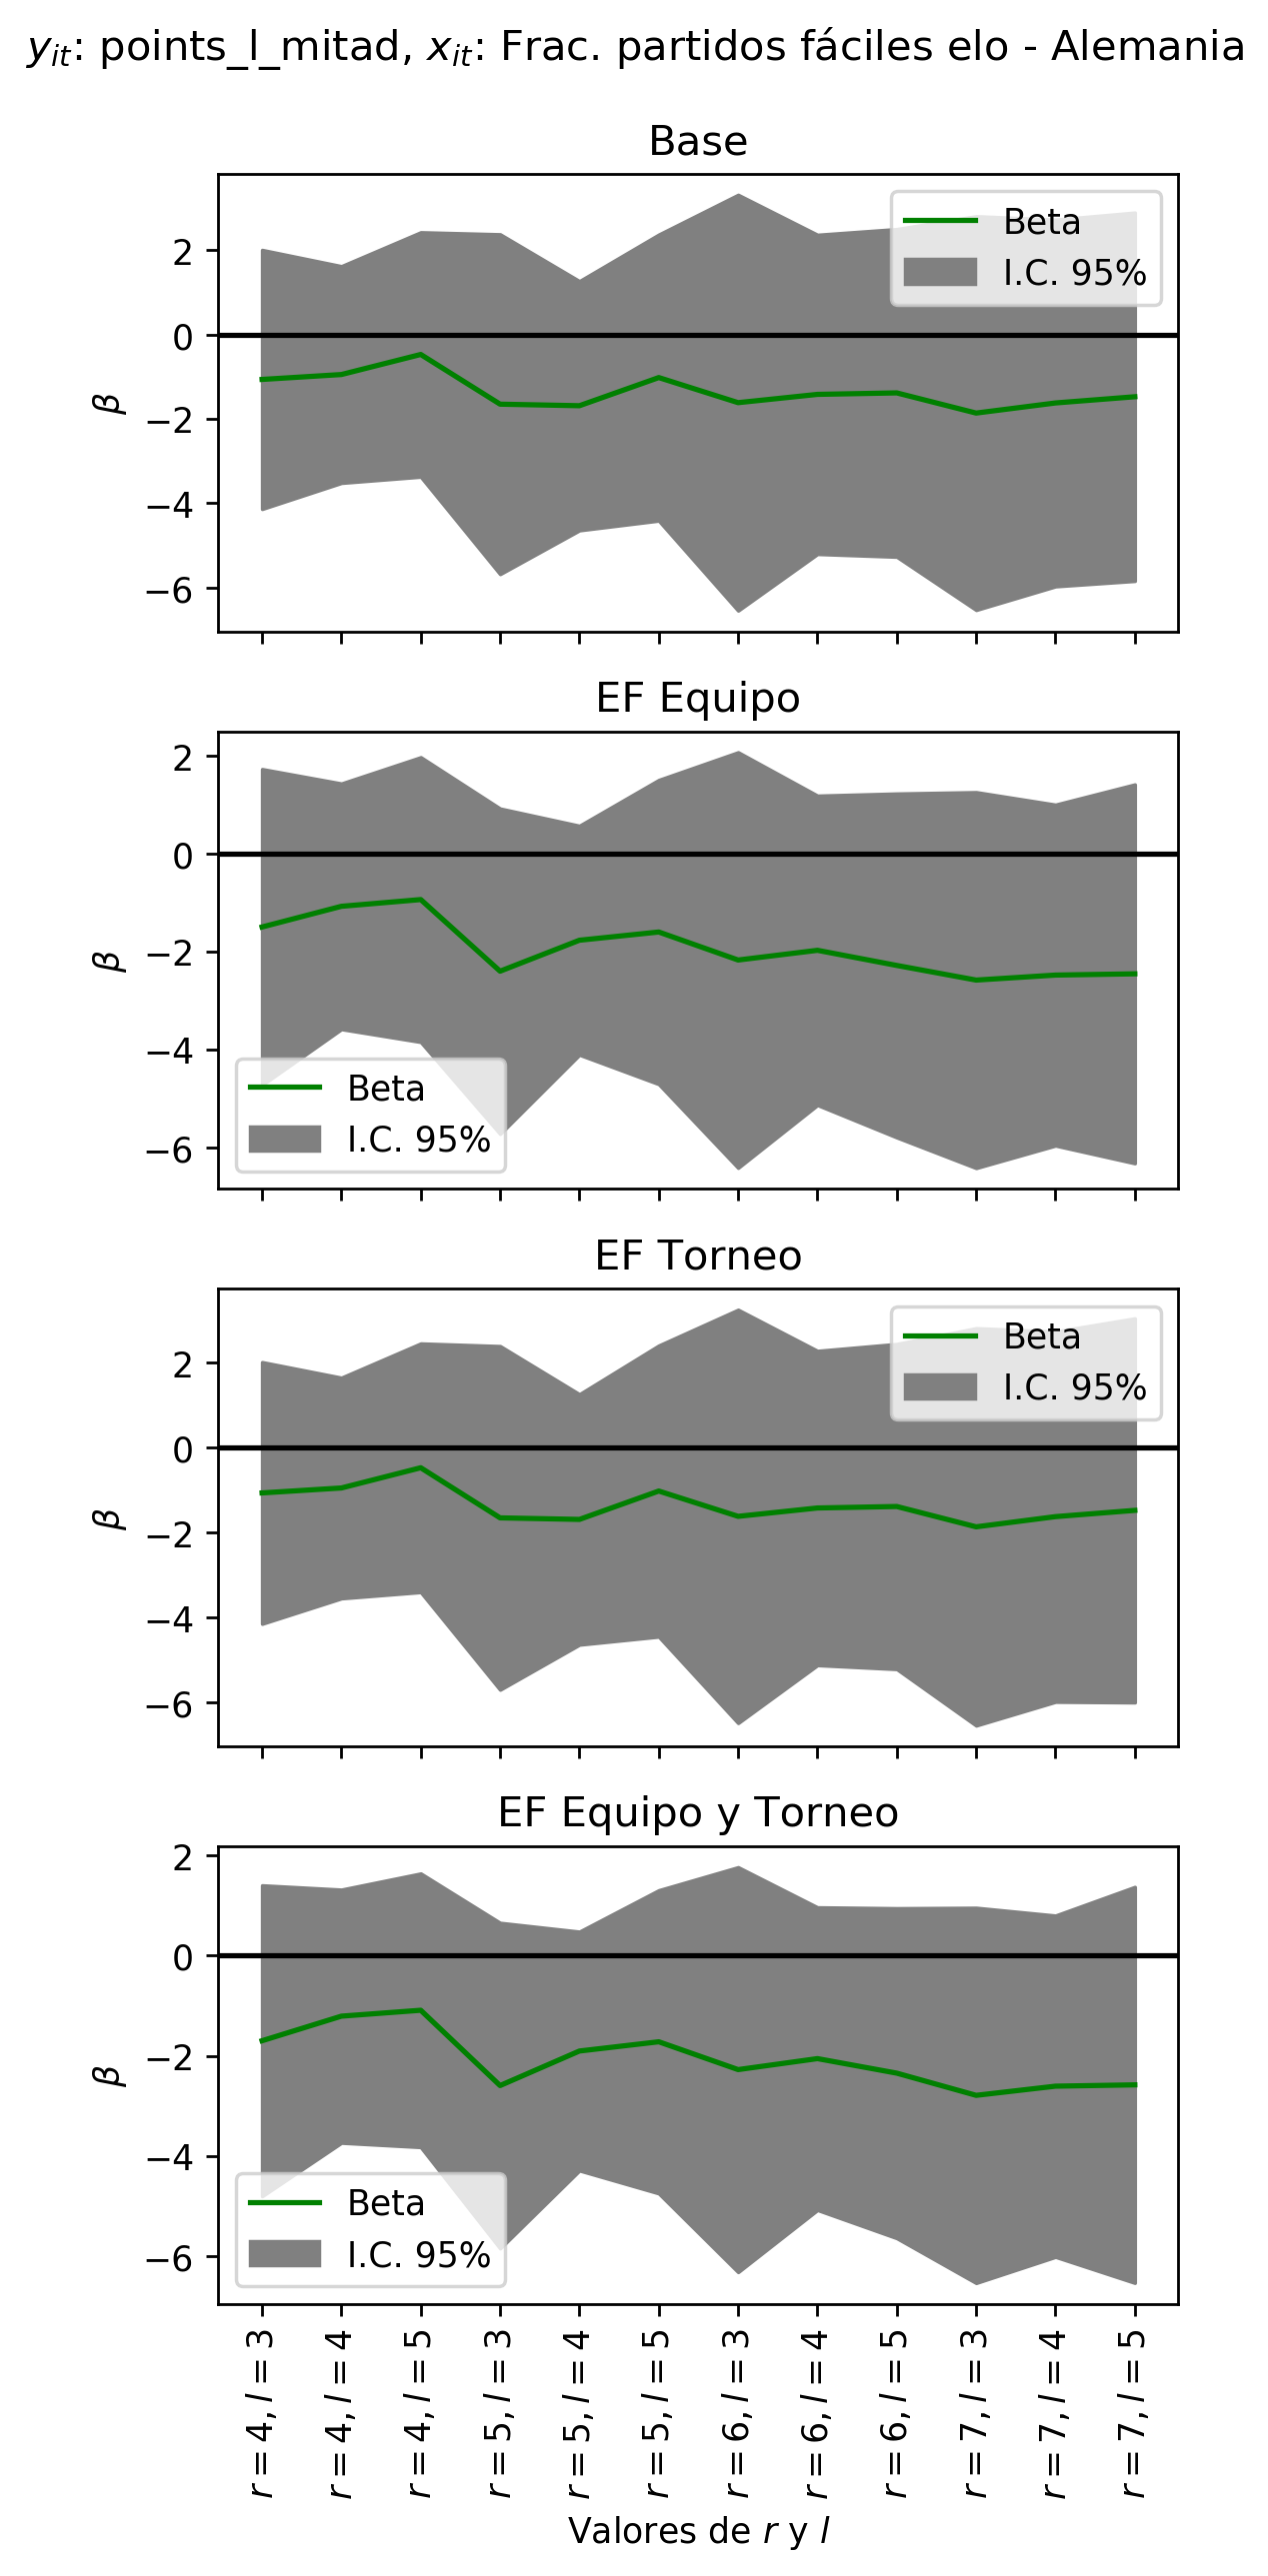 y_it: points_l_mitad, x_it: Frac. partidos fáciles elo - Alemania
Base
Beta
I.C. 95%
2
0
−2
−4
−6
β
EF Equipo
2
0
−2
−4
−6
β
Beta
I.C. 95%
EF Torneo
Beta
I.C. 95%
2
0
−2
−4
−6
β
EF Equipo y Torneo
2
0
−2
−4
−6
β
Beta
I.C. 95%
r = 4, l = 3
r = 4, l = 4
r = 4, l = 5
r = 5, l = 3
r = 5, l = 4
r = 5, l = 5
r = 6, l = 3
r = 6, l = 4
r = 6, l = 5
r = 7, l = 3
r = 7, l = 4
r = 7, l = 5
Valores de r y l